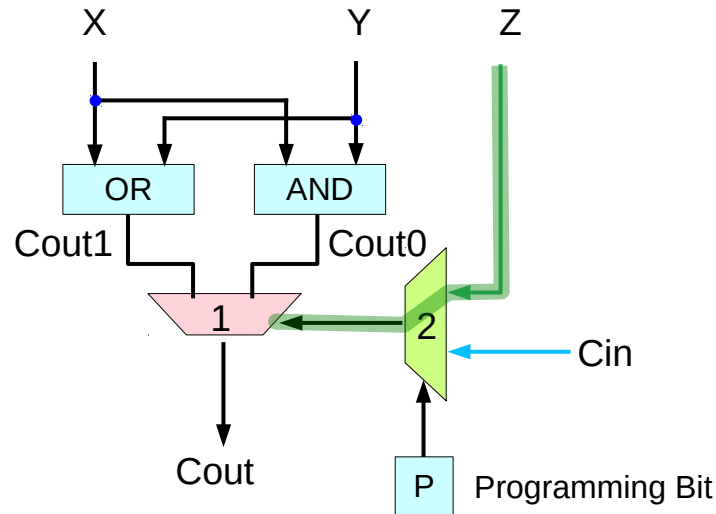 X
Y
Z
OR
AND
Cout1
Cout0
1
2
Cin
Cout
P
Programming Bit